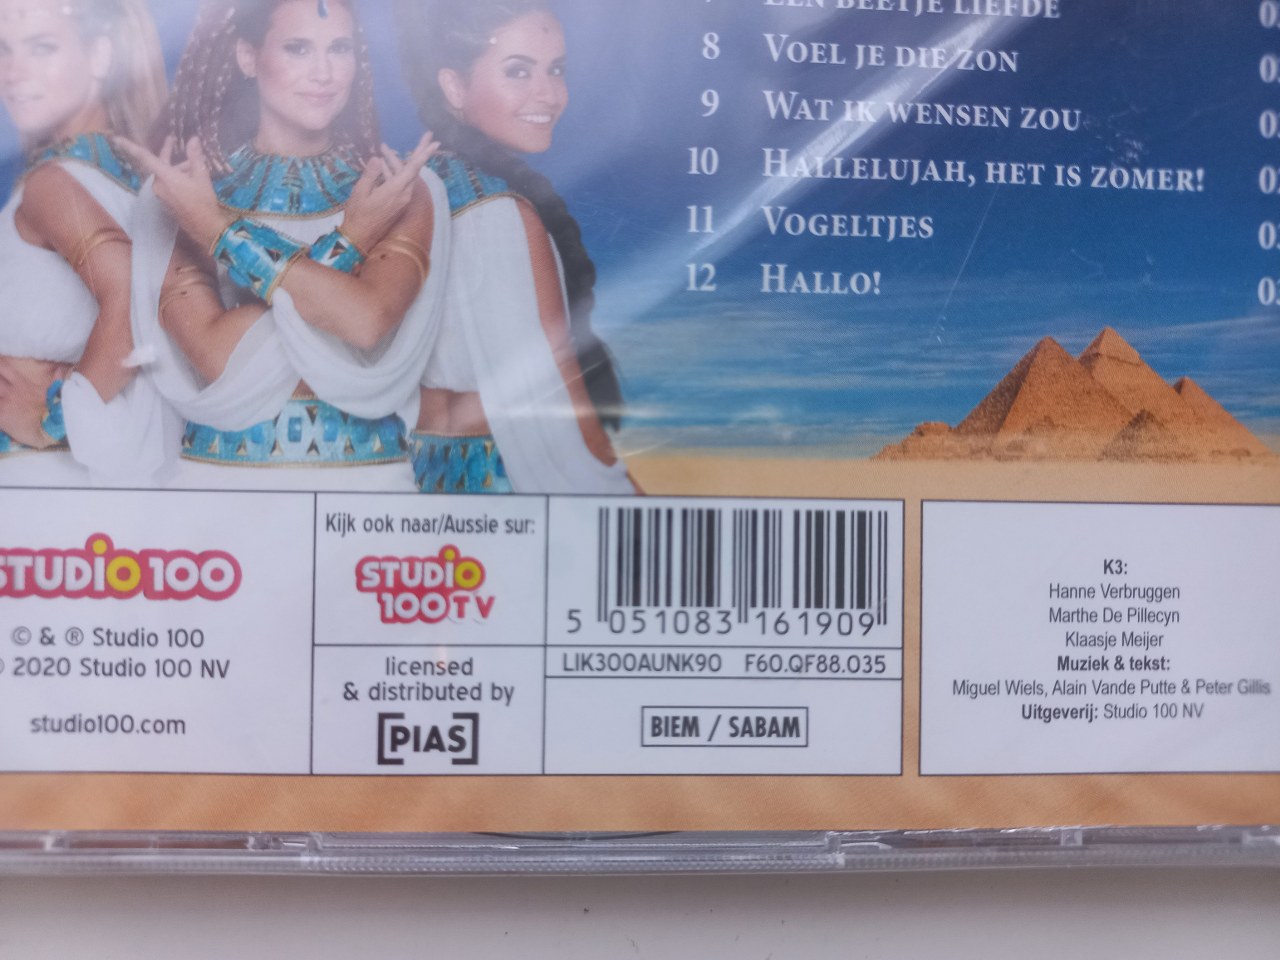 EEN BEETJE LIEFDE
8 VOEL JE DIE ZON
9 WAT IK WENSEN ZOU
10 HALLELUJAH, HET IS ZOMER!
11 VOGELTJES
12 HALLO!
STUDIO 100
© & ® Studio 100
2020 Studio 100 NV
studio100.com
Kijk ook naar/Aussie sur:
STUDIO
100 TV
licensed
& distributed by
[PIAS]
5 051083 161909
LIK300AUNK90 F60.QF88.035
BIEM / SABAM
K3:
Hanne Verbruggen
Marthe De Pillecyn
Klaasje Meijer
Muziek & tekst:
Miguel Wiels, Alain Vande Putte & Peter Gillis
Uitgeverij: Studio 100 NV